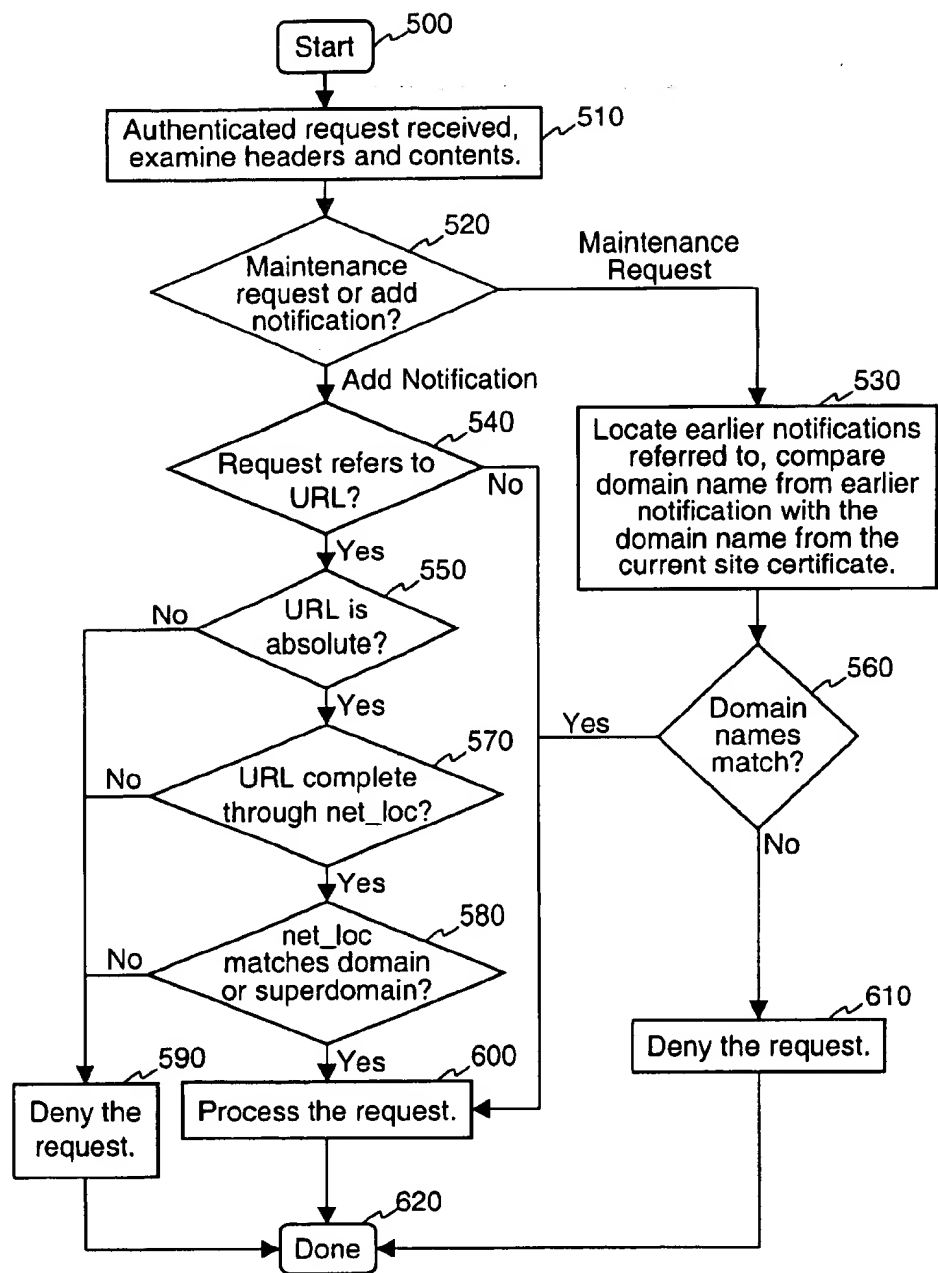 Start
500
Authenticated request received,
examine headers and contents.
510
520
Maintenance
request or add
notification?
Maintenance
Request
Add Notification
530
Locate earlier notifications
referred to, compare
domain name from earlier
notification with the
domain name from the
current site certificate.
540
Request refers to
URL?
No
Yes
550
URL is
absolute?
No
Yes
560
Domain
names
match?
Yes
No
570
URL complete
through net_loc?
No
Yes
580
net_loc
matches domain
or superdomain?
No
Yes
590
Deny the
request.
600
Process the request.
610
Deny the request.
620
Done